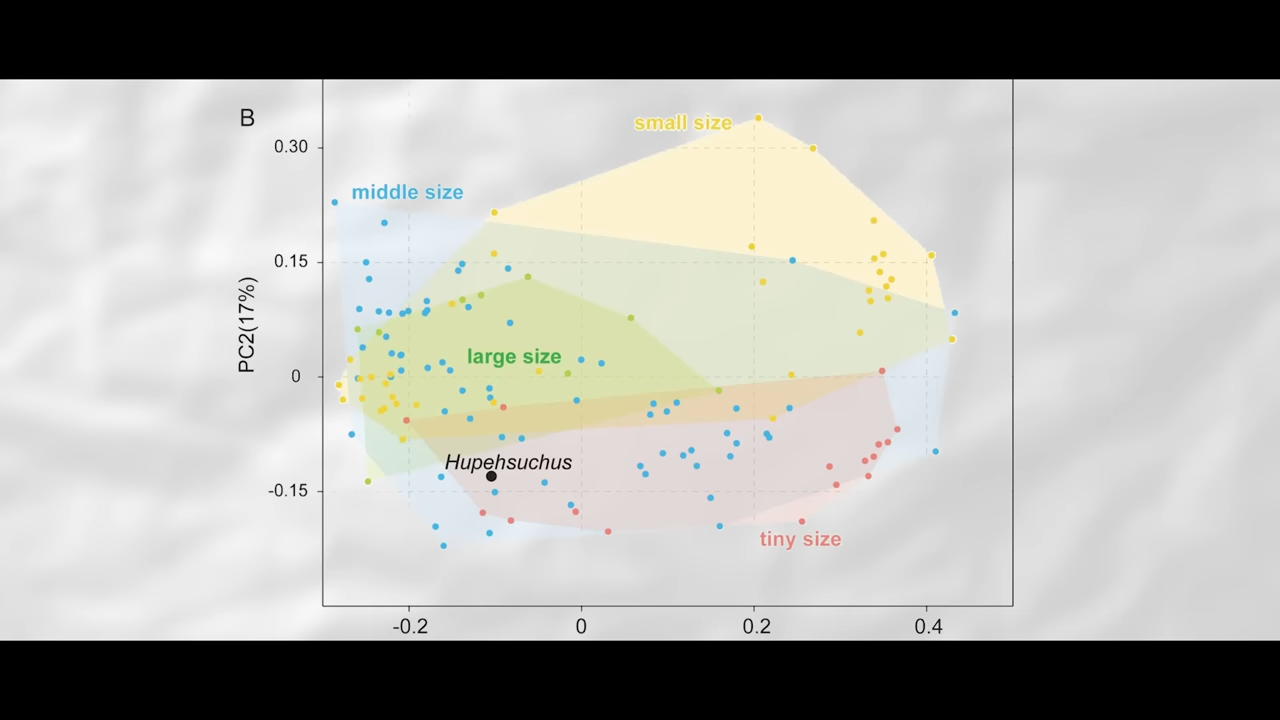 B
small size
0.30
middle size
0.15
PC2(17%)
large size
0
Hupehsuchus
-0.15
tiny size
-0.2
0
0.2
0.4